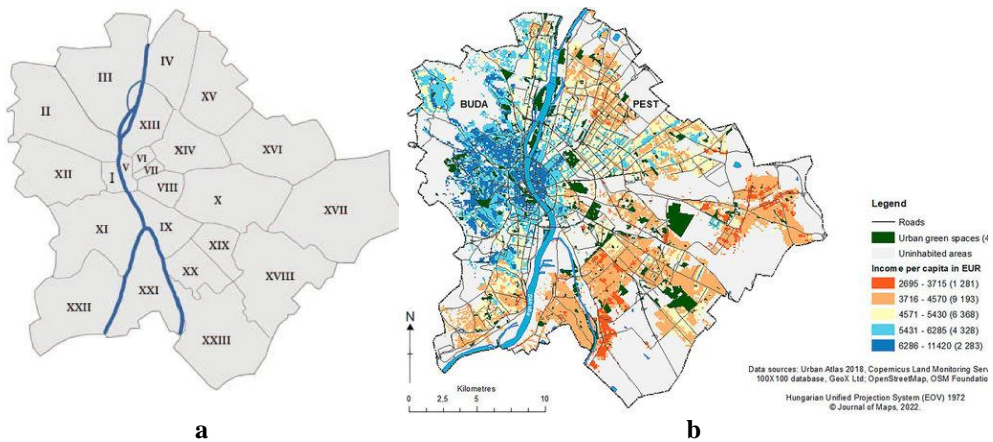 III
IV
II
XV
XIII
XIV
XVI
VI
V
VII
XII
I
VIII
X
XVII
XI
IX
XIX
XX
XVIII
XXI
XXII
XXIII
a
BUDA
PEST
N
Kilometres
0 2,5 5 10
Legend
Roads
Urban green spaces (4
Uninhabited areas
Income per capita in EUR
2695 - 3715 (1 281)
3716 - 4570 (9 193)
4571 - 5430 (6 368)
5431 - 6285 (4 328)
6286 - 11420 (2 283)
Data sources: Urban Atlas 2018, Copernicus Land Monitoring Serv
100X100 database, GeoX Ltd; OpenStreetMap, OSM Foundatio
Hungarian Unified Projection System (EOV) 1972
© Journal of Maps, 2022.
b